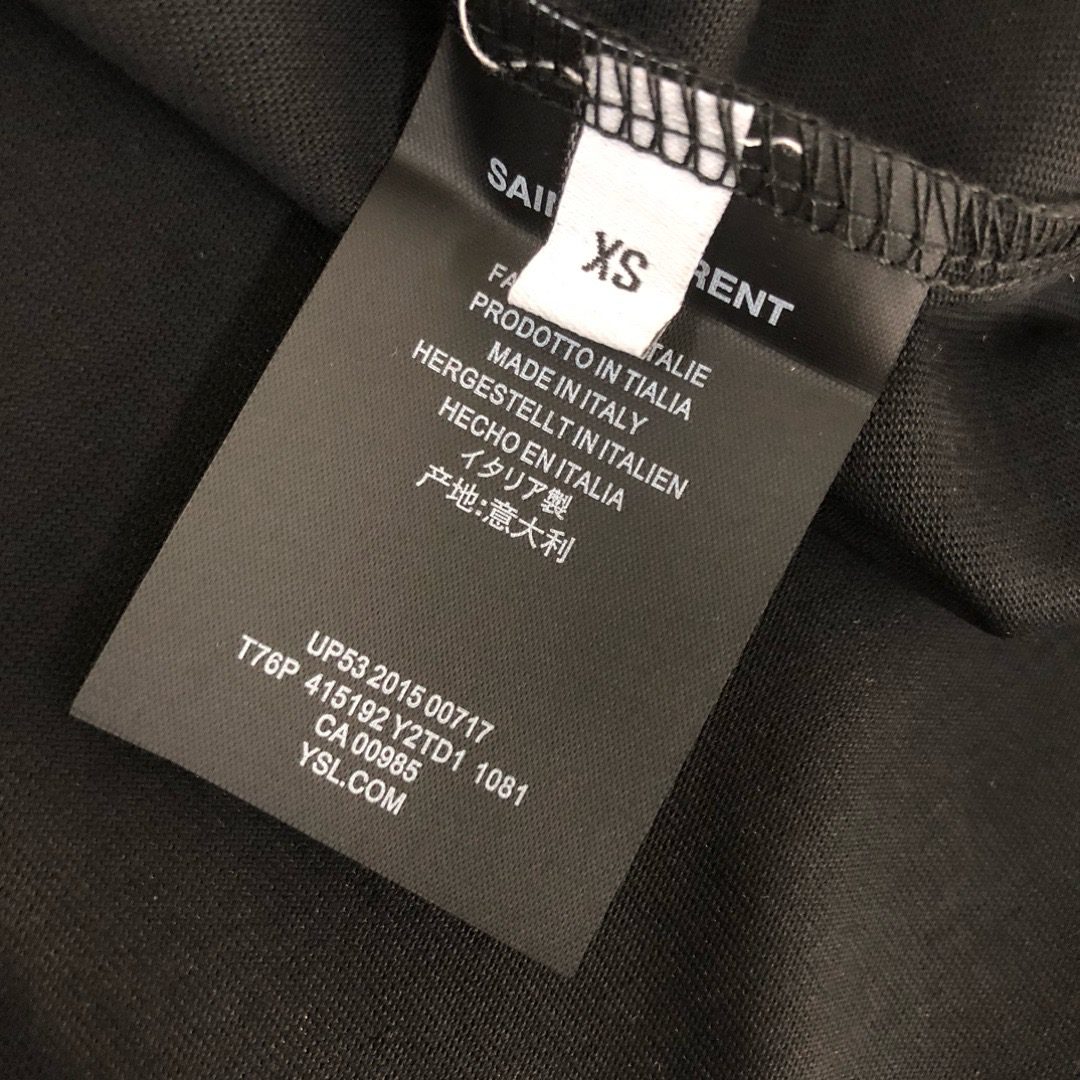 XS
PRODOTTO IN TIALIA
MADE IN ITALY
HERGESTELLT IN ITALIEN
HECHO EN ITALIA
イタリア製
产地:意大利
UP53 2015 00717
T76P 415192 Y2TD1 1081
CA 00985
YSL.COM